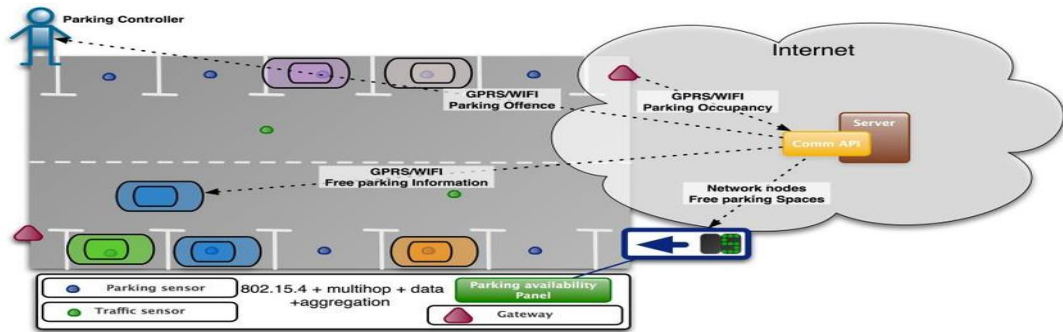 Parking Controller
Internet
GPRS/WIFI
Parking Offence
GPRS/WIFI
Parking Occupancy
Server
Comm API
GPRS/WIFI
Free parking Information
Network nodes
Free parking Spaces
Parking sensor
802.15.4 + multihop + data
+aggregation
Parking availability
Panel
Traffic sensor
Gateway